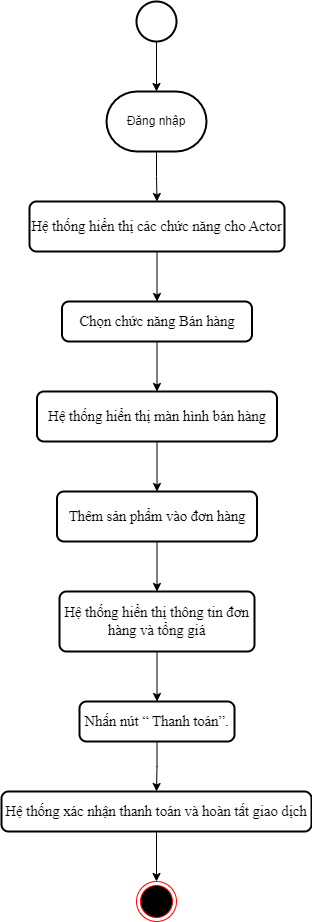 Đăng nhập
Hệ thống hiển thị các chức năng cho Actor
Chọn chức năng Bán hàng
Hệ thống hiển thị màn hình bán hàng
Thêm sản phẩm vào đơn hàng
Hệ thống hiển thị thông tin đơn
hàng và tổng giá
Nhấn nút “ Thanh toán”.
Hệ thống xác nhận thanh toán và hoàn tất giao dịch